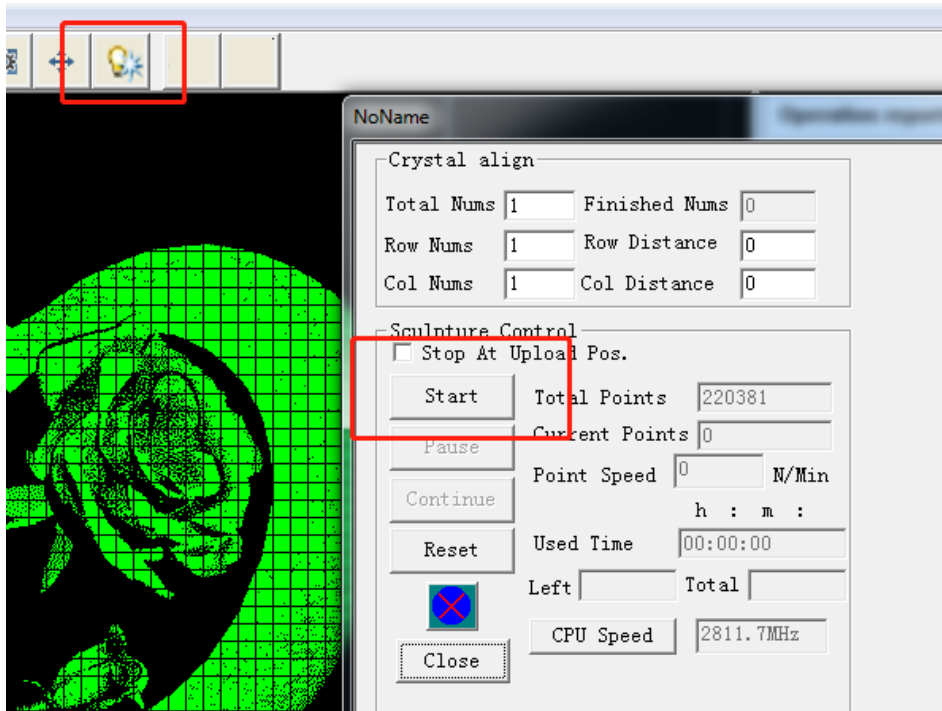 Operation report
NoName
Crystal align
Total Nums 1 Finished Nums 0
Row Nums 1 Row Distance 0
Col Nums 1 Col Distance 0
Sculpture Control
Stop At Upload Pos.
Start Total Points 220381
Pause Current Points 0
Point Speed 0 N/Min
Continue h : m :
Reset Used Time 00:00:00
Left Total
CPU Speed 2811.7MHz
Close